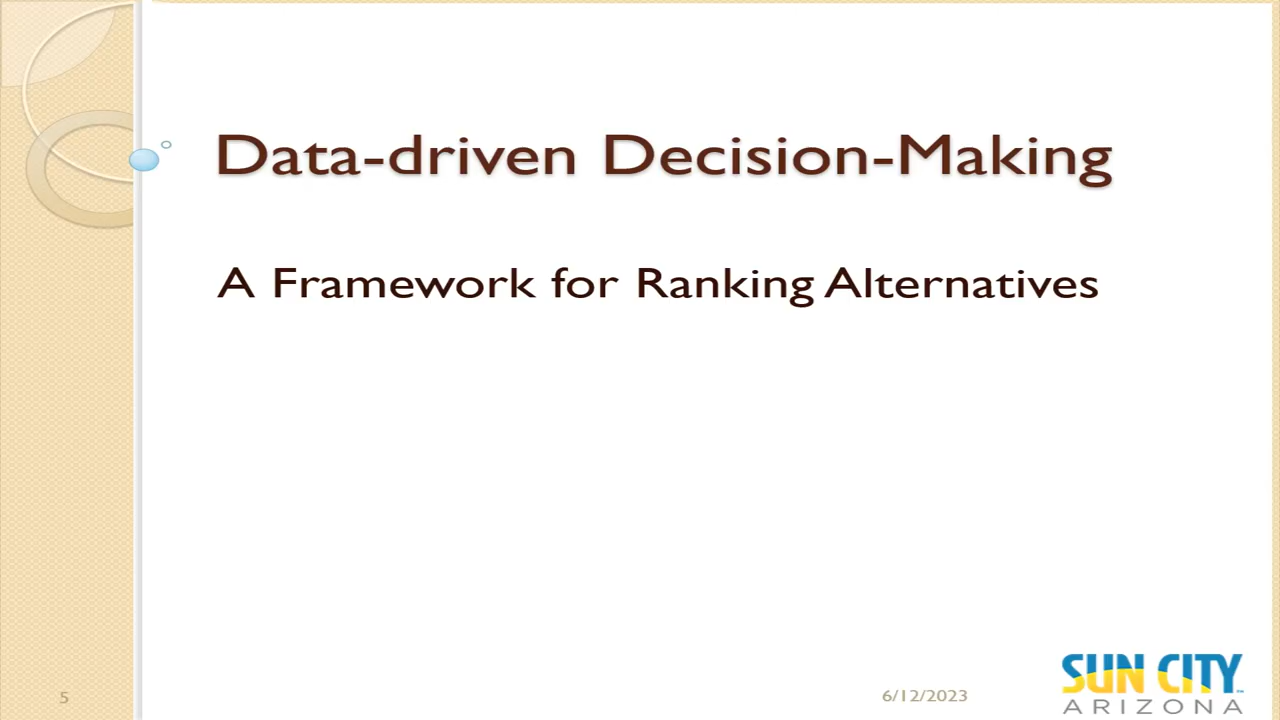 Data-driven Decision-Making
A Framework for Ranking Alternatives
5
6/12/2023
SUN CITY
ARIZONA